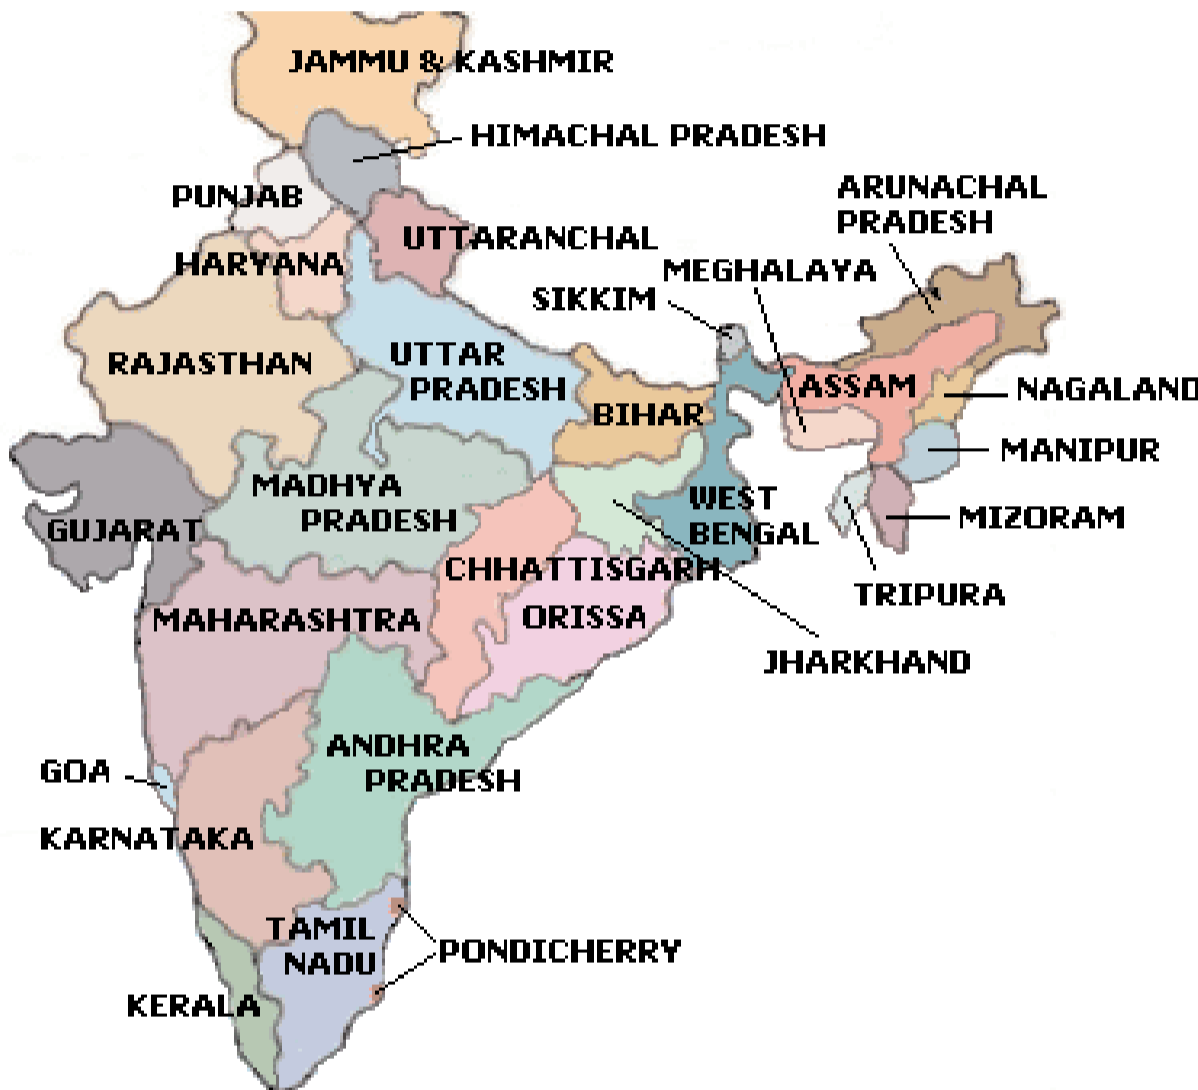 JAMMU & KASHMIR
HIMACHAL PRADESH
PUNJAB
ARUNACHAL
PRADESH
UTTARANCHAL
HARYANA
MEGHALAYA
SIKKIM
RAJASTHAN
UTTAR
PRADESH
ASSAM
NAGALAND
BIHAR
MANIPUR
MADHYA
PRADESH
WEST
BENGAL
GUJARAT
MIZORAM
CHHATTISGARH
TRIPURA
MAHARASHTRA
ORISSA
JHARKHAND
ANDHRA
PRADESH
GOA
KARNATAKA
TAMIL
NADU
PONDICHERRY
KERALA